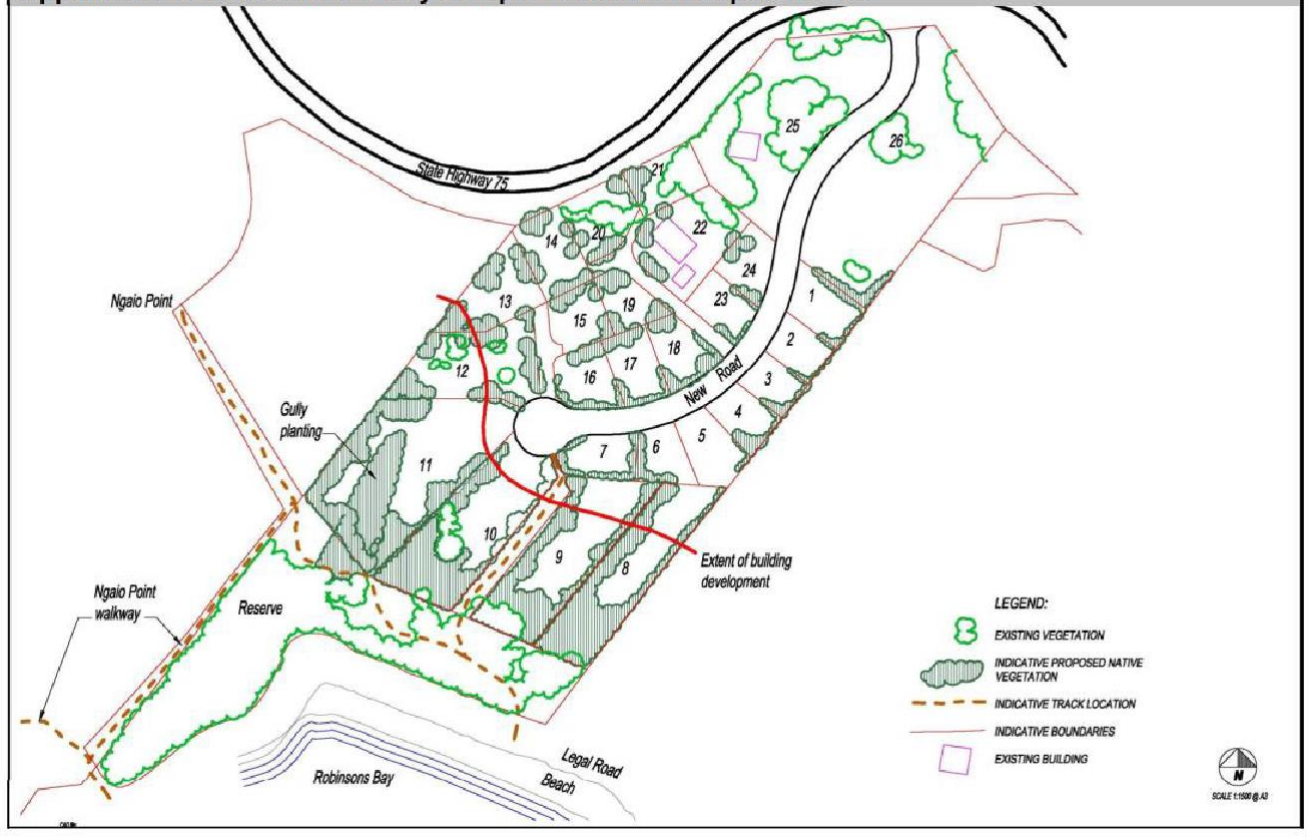 State Highway 75
25
26
21
22
14
20
24
13
23
1
19
15
2
18
17
16
12
New Road
3
4
5
6
7
Ngaio Point
Gully
planting
11
10
9
8
Extent of building
development
Ngaio Point
walkway
Reserve
Legal Road
Beach
Robinsons Bay
LEGEND:
EXISTING VEGETATION
INDICATIVE PROPOSED NATIVE
VEGETATION
INDICATIVE TRACK LOCATION
INDICATIVE BOUNDARIES
EXISTING BUILDING
N
SCALE 1:1500 @ A3